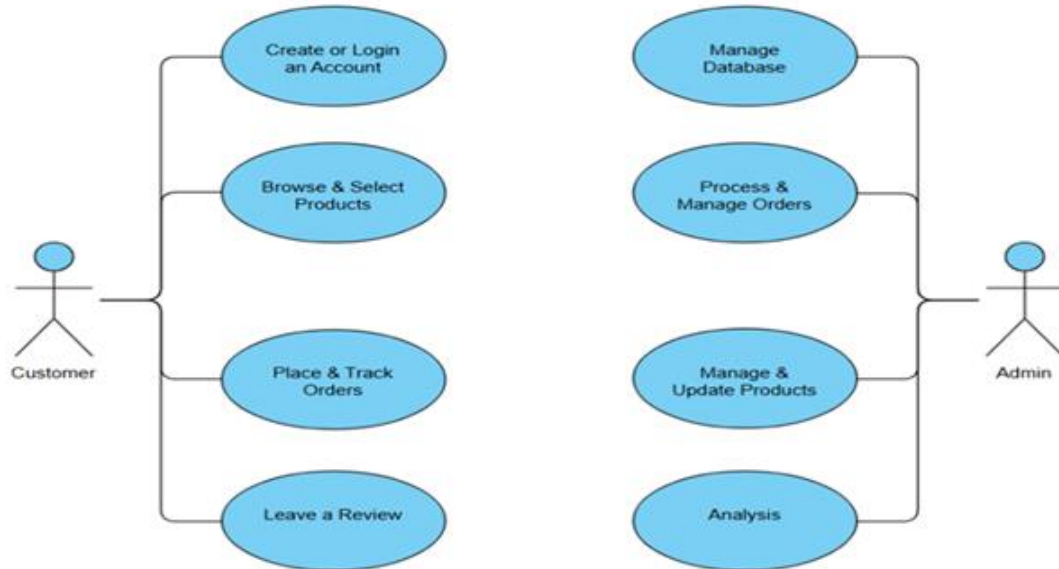 Create or Login
an Account
Manage
Database
Browse & Select
Products
Process &
Manage Orders
Customer
Place & Track
Orders
Manage &
Update Products
Admin
Leave a Review
Analysis